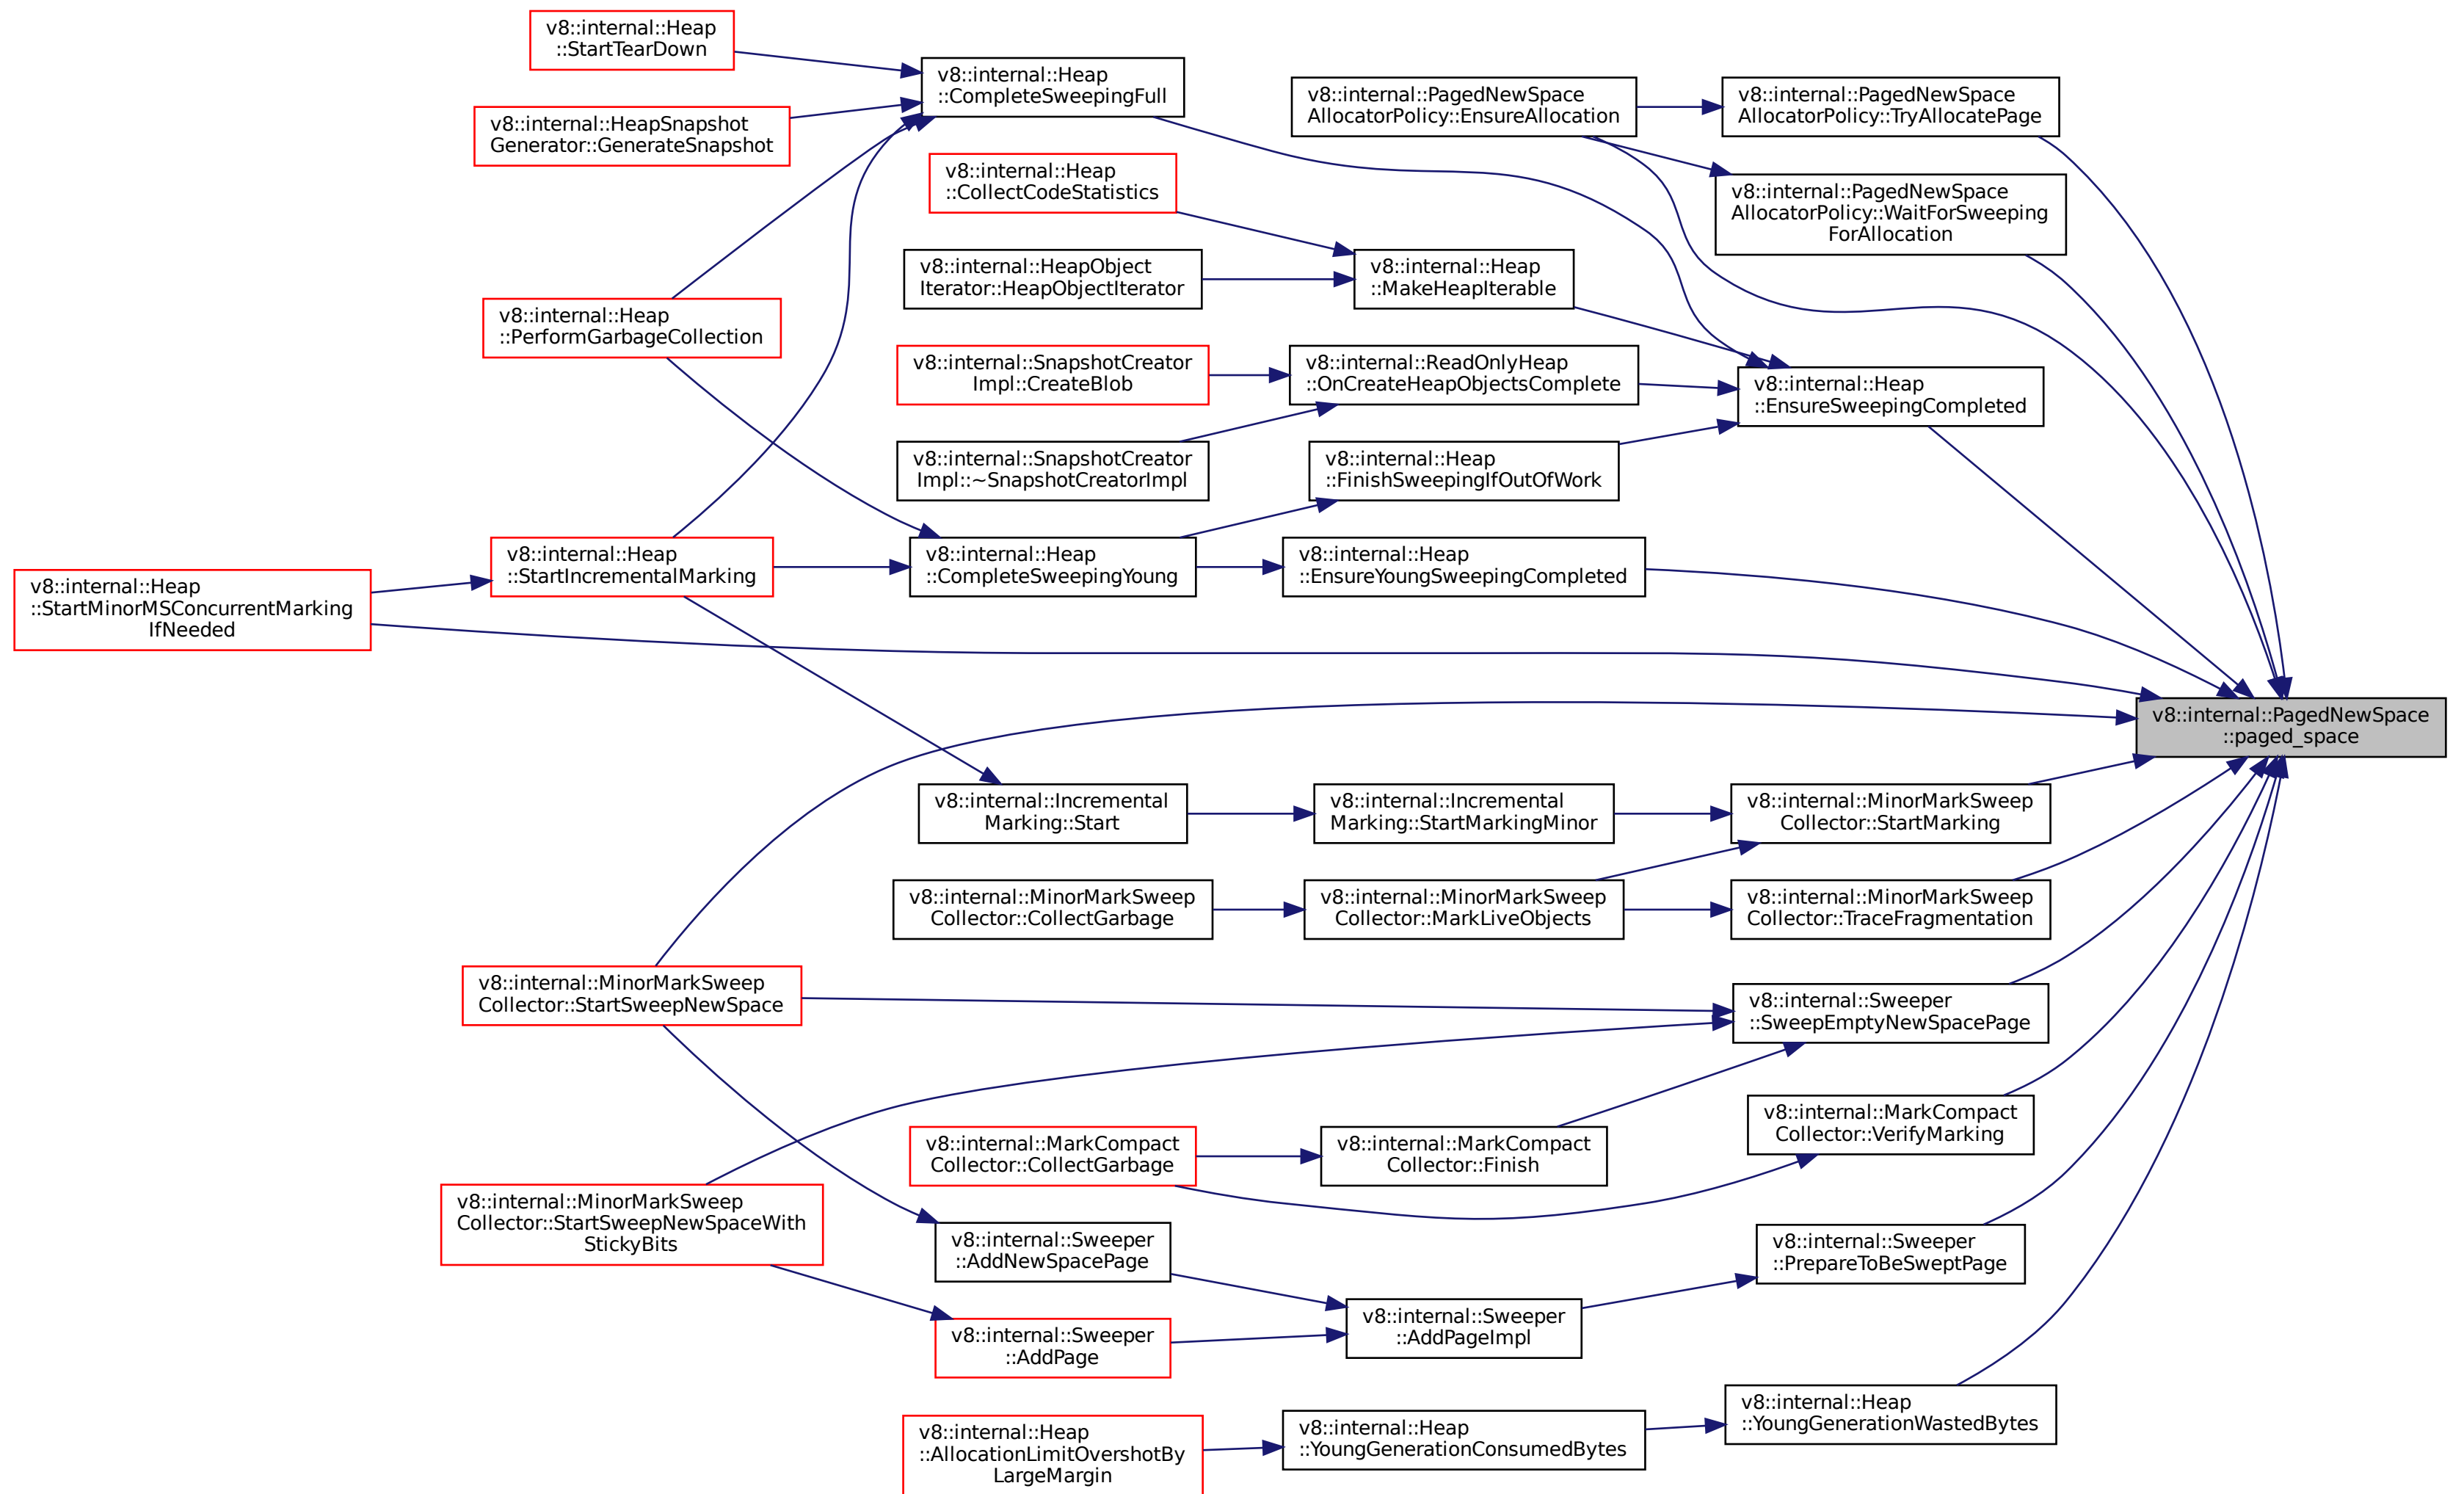 v8::internal::Heap
::StartTearDown
v8::internal::HeapSnapshot
Generator::GenerateSnapshot
v8::internal::Heap
::PerformGarbageCollection
v8::internal::Heap
::StartIncrementalMarking
v8::internal::Heap
::StartMinorMSConcurrentMarking
IfNeeded
v8::internal::MinorMarkSweep
Collector::StartSweepNewSpace
v8::internal::MinorMarkSweep
Collector::StartSweepNewSpaceWith
StickyBits
v8::internal::Heap
::CompleteSweepingFull
v8::internal::Heap
::CollectCodeStatistics
v8::internal::HeapObject
Iterator::HeapObjectIterator
v8::internal::SnapshotCreator
Impl::CreateBlob
v8::internal::SnapshotCreator
Impl::~SnapshotCreatorImpl
v8::internal::Heap
::CompleteSweepingYoung
v8::internal::Incremental
Marking::Start
v8::internal::MinorMarkSweep
Collector::CollectGarbage
v8::internal::MarkCompact
Collector::CollectGarbage
v8::internal::Sweeper
::AddNewSpacePage
v8::internal::Sweeper
::AddPage
v8::internal::Heap
::AllocationLimitOvershotBy
LargeMargin
v8::internal::PagedNewSpace
AllocatorPolicy::EnsureAllocation
v8::internal::Heap
::MakeHeapIterable
v8::internal::ReadOnlyHeap
::OnCreateHeapObjectsComplete
v8::internal::Heap
::FinishSweepingIfOutOfWork
v8::internal::Heap
::EnsureYoungSweepingCompleted
v8::internal::Incremental
Marking::StartMarkingMinor
v8::internal::MinorMarkSweep
Collector::MarkLiveObjects
v8::internal::MarkCompact
Collector::Finish
v8::internal::Sweeper
::AddPageImpl
v8::internal::Heap
::YoungGenerationConsumedBytes
v8::internal::PagedNewSpace
AllocatorPolicy::TryAllocatePage
v8::internal::PagedNewSpace
AllocatorPolicy::WaitForSweeping
ForAllocation
v8::internal::Heap
::EnsureSweepingCompleted
v8::internal::MinorMarkSweep
Collector::StartMarking
v8::internal::MinorMarkSweep
Collector::TraceFragmentation
v8::internal::Sweeper
::SweepEmptyNewSpacePage
v8::internal::MarkCompact
Collector::VerifyMarking
v8::internal::Sweeper
::PrepareToBeSweptPage
v8::internal::Heap
::YoungGenerationWastedBytes
v8::internal::PagedNewSpace
::paged_space